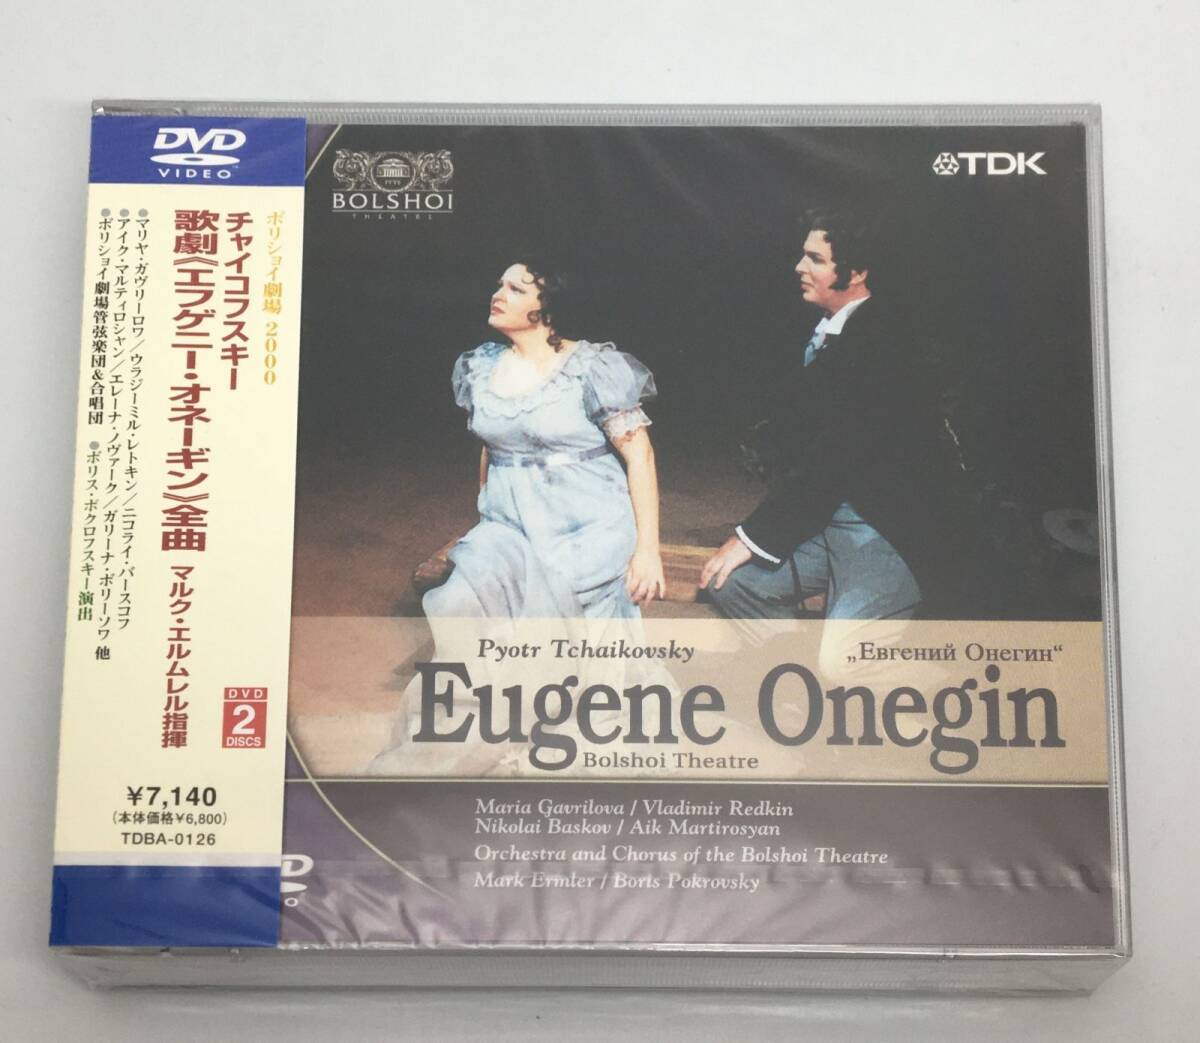 DVD
VIDEO
ボリショイ劇場 2000
チャイコフスキー
歌劇《エフゲニー・オネーギン》全曲 マルク・エルムレル指揮
●マリヤ・ガヴリーロワ/ウラジーミル・レトキン/ニコライ・バースコフ
●アイク・マルティロシャン/エレーナ・ノヴァーク/ガリーナ・ボリーソワ 他
●ボリショイ劇場管弦楽団&合唱団 ●ボリス・ポクロフスキー演出
DVD
2
DISCS
¥7,140
(本体価格¥6,800)
TDBA-0126
BOLSHOI
THEATRE
TDK
Pyotr Tchaikovsky
„Евгений Онегин“
Eugene Onegin
Bolshoi Theatre
Maria Gavrilova / Vladimir Redkin
Nikolai Baskov / Aik Martirosyan
Orchestra and Chorus of the Bolshoi Theatre
Mark Ermler / Boris Pokrovsky